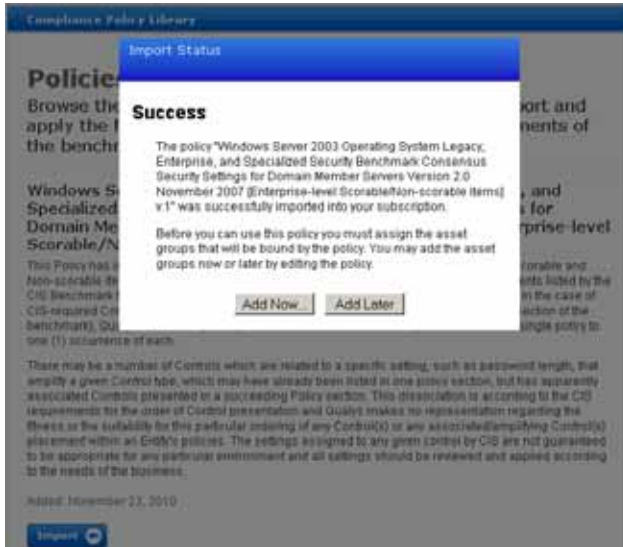 Compliance Policy Library
Import Status
Policie
Browse the
ort and
apply the
ments of
the benchm
Success
The policy "Windows Server 2003 Operating System Legacy,
Enterprise, and Specialized Security Benchmark Consensus
Security Settings for Domain Member Servers Version 2.0
November 2007 [Enterprise-level Scorable/Non-scorable Items]
v.1" was successfully imported into your subscription.
Before you can use this policy you must assign the asset
groups that will be bound by the policy. You may add the asset
groups now or later by editing the policy.
Add Now... Add Later
Windows S
, and
Specialized
s for
Domain Me
rprise-level
Scorable/N
This Policy has
orable and
Non-scorable
ents listed by the
CIS Benchmark
in the case of
CIS-required
ection of the
benchmark),
single policy to
one (1) occurrence of each.
There may be a number of Controls which are related to a specific setting, such as password length, that
amplify a given Control type, which may have already been listed in one policy section, but has apparently
associated Controls presented in a succeeding Policy section. This dissociation is according to the CIS
requirements for the order of Control presentation and Qualys makes no representation regarding the
fitness or the suitability for this particular ordering of any Control(s) or any associated/amplifying Control(s)
placement within an Entity's policies. The settings assigned to any given control by CIS are not guaranteed
to be appropriate for any particular environment and all settings should be reviewed and applied according
to the needs of the business.
Added: November 23, 2010
Import